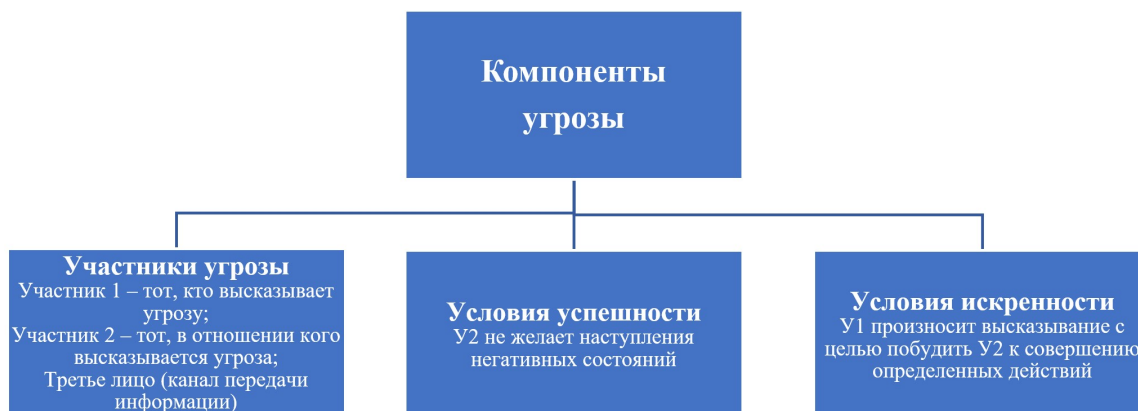 Компоненты
угрозы
Участники угрозы
Участник 1 – тот, кто высказывает
угрозу;
Участник 2 – тот, в отношении кого
высказывается угроза;
Третье лицо (канал передачи
информации)
Условия успешности
У2 не желает наступления
негативных состояний
Условия искренности
У1 произносит высказывание с
целью побудить У2 к совершению
определенных действий